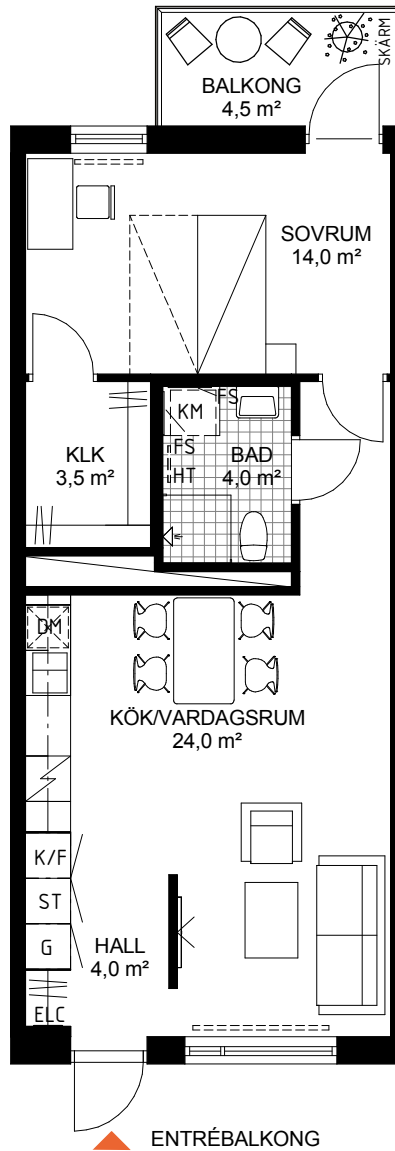 SKÄRM
BALKONG
4,5 m²
SOVRUM
14,0 m²
KM
FS
KLK
3,5 m²
FS
HT
BAD
4,0 m²
DM
KÖK/VARDAGSRUM
24,0 m²
K/F
ST
G
HALL
4,0 m²
ELC
ENTRÉBALKONG